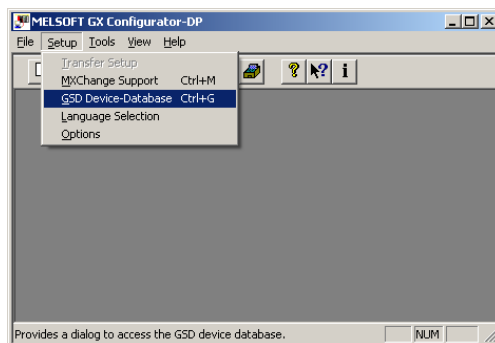 MELSOFT GX Configurator-DP
File Setup Tools View Help
Transfer Setup
MXChange Support Ctrl+M
GSD Device-Database Ctrl+G
Language Selection
Options
Provides a dialog to access the GSD device database. NUM